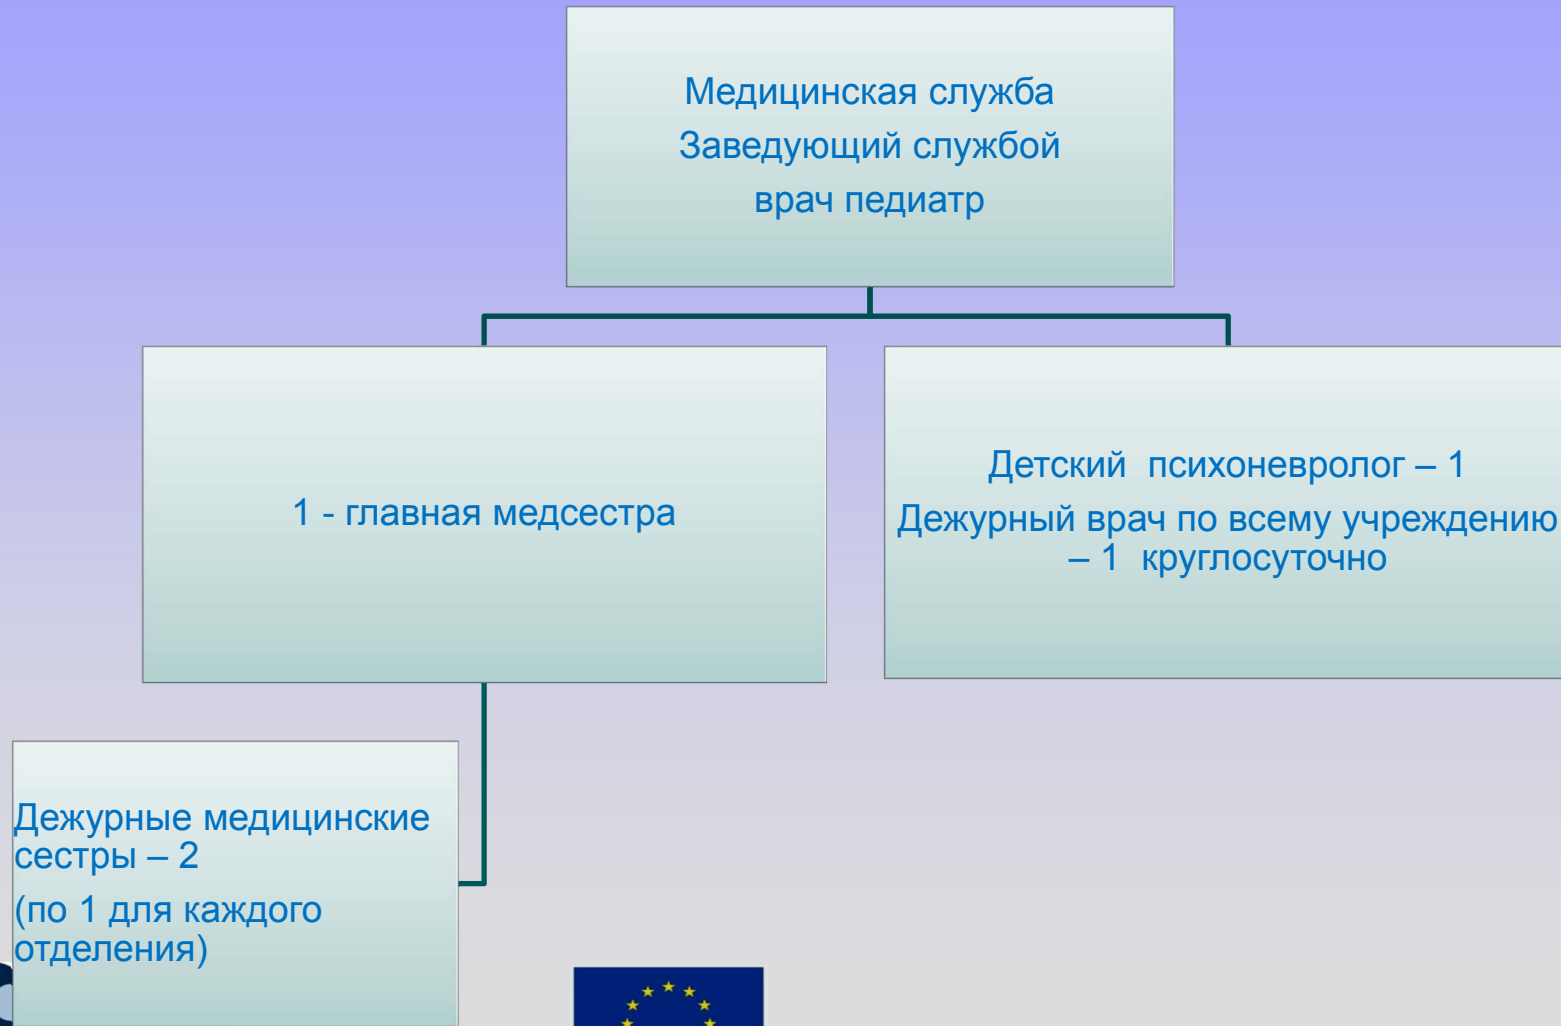 Медицинская служба
Заведующий службой
врач педиатр
1 - главная медсестра
Детский  психоневролог – 1
Дежурный врач по всему учреждению
– 1  круглосуточно
Дежурные медицинские
сестры – 2
(по 1 для каждого
отделения)